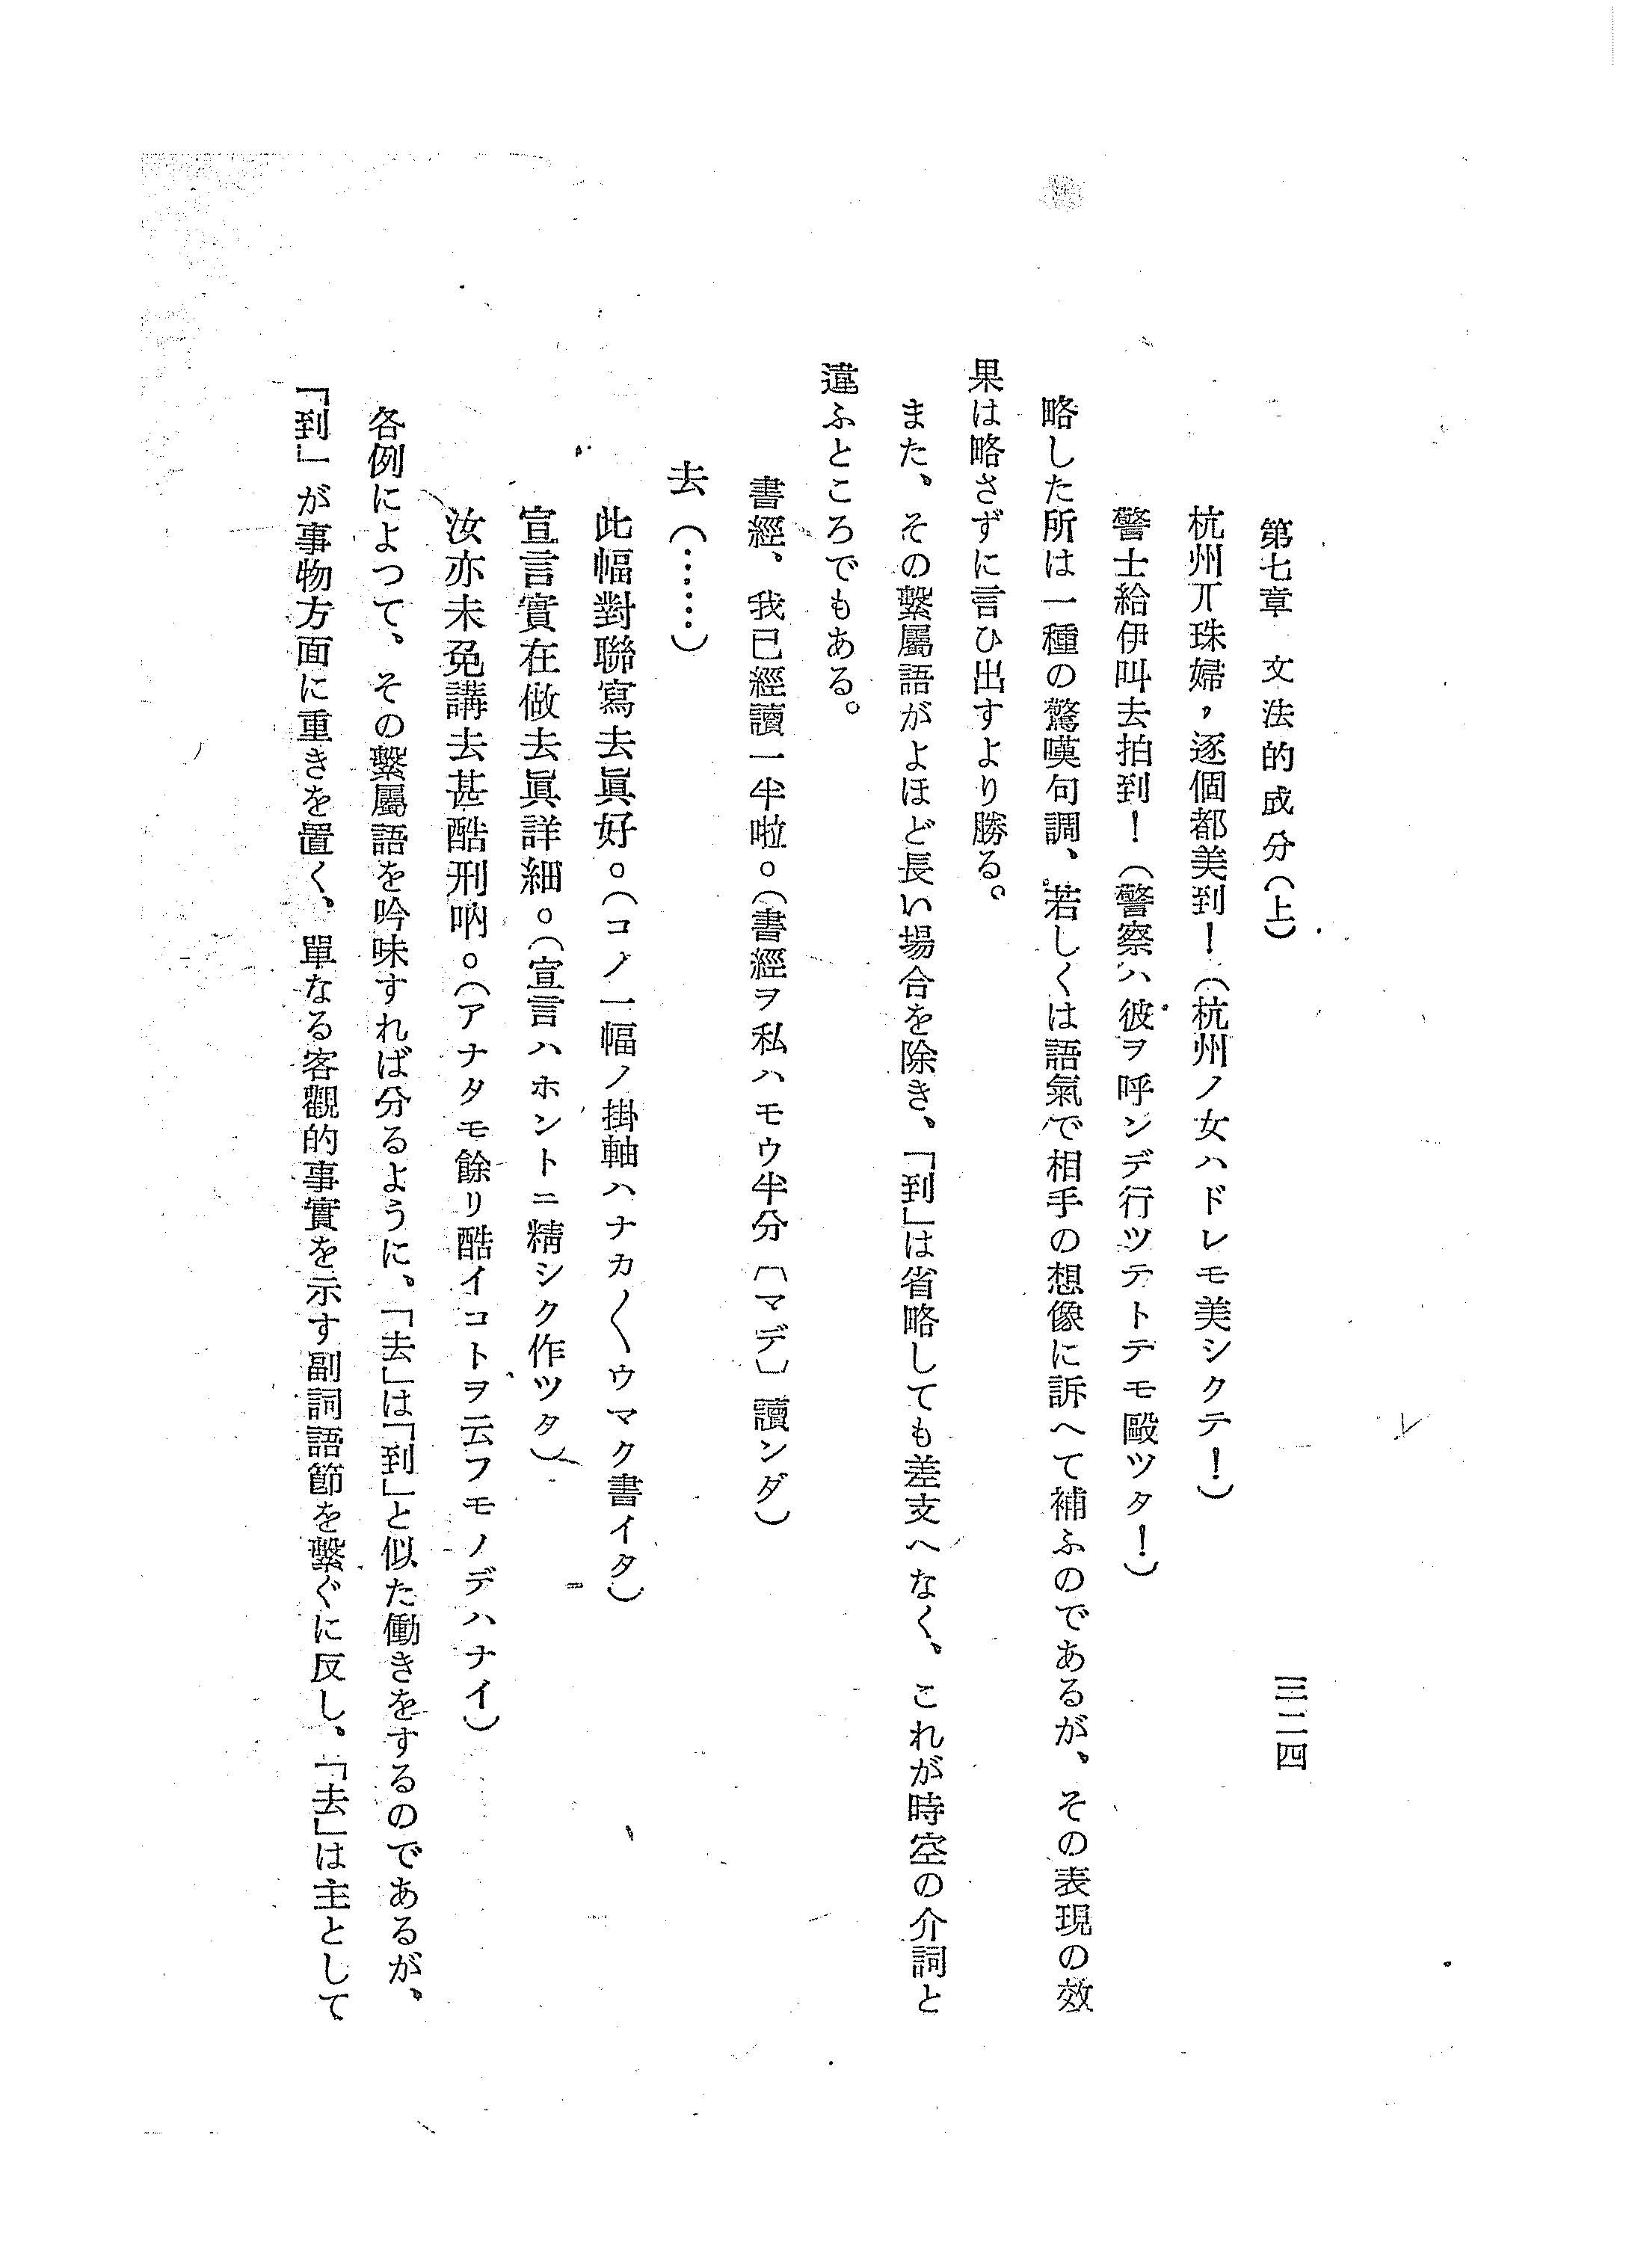 第七章　文法的成分（上）
三二四
杭州丌珠婦，逐個都美到！（杭州ノ女ハドレモ美シクテ！）
警士給伊叫去拍到！（警察ハ彼ヲ呼ンデ行ツテトテモ毆ツタ！）
略した所は一種の驚嘆句調、若しくは語氣で相手の想像に訴へて補ふのであるが、その表現の效
果は略さずに言ひ出すより勝る。
また、その繫屬語がよほど長い場合を除き、「到」は省略しても差支へなく、これが時空の介詞と
違ふところでもある。
書經、我已經讀一半啦。（書經ヲ私ハモウ半分〔マデ〕讀ンダ）
去（……）
此幅對聯寫去眞好。（コノ一幅ノ掛軸ハナカ〱ウマク書イタ）
宣言實在做去眞詳細。（宣言ハホントニ精シク作ツタ）
汝亦未免講去甚酷刑吶。（アナタモ餘リ酷イコトヲ云フモノデハナイ）
各例によつて、その繫屬語を吟味すれば分るように、「去」は「到」と似た働きをするのであるが、
「到」が事物方面に重きを置く、單なる客觀的事實を示す副詞語節を繫ぐに反し、「去」は主として